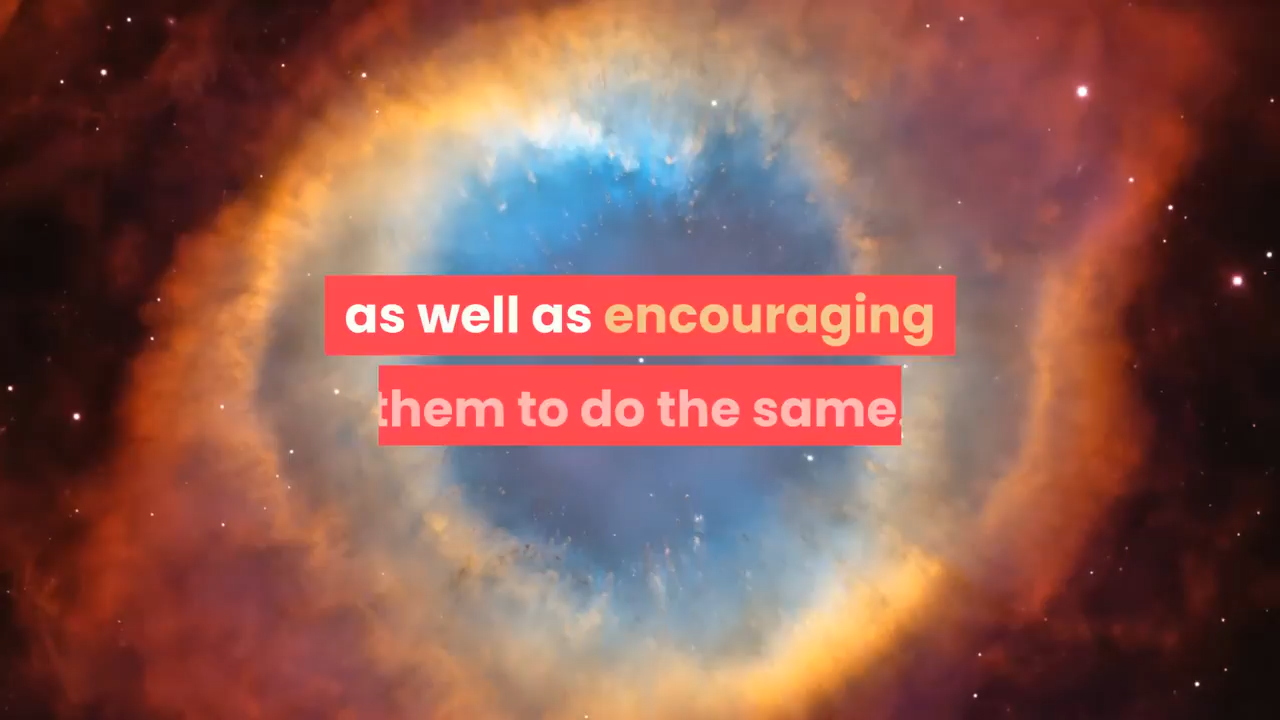 as well as encouraging
them to do the same.